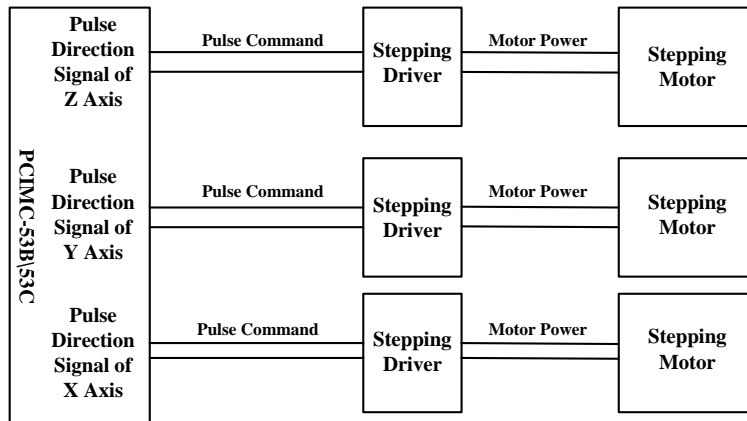 PCIMC-53B\53C
Pulse
Direction
Signal of
Z Axis
Pulse Command
Stepping
Driver
Motor Power
Stepping
Motor
Pulse
Direction
Signal of
Y Axis
Pulse Command
Stepping
Driver
Motor Power
Stepping
Motor
Pulse
Direction
Signal of
X Axis
Pulse Command
Stepping
Driver
Motor Power
Stepping
Motor